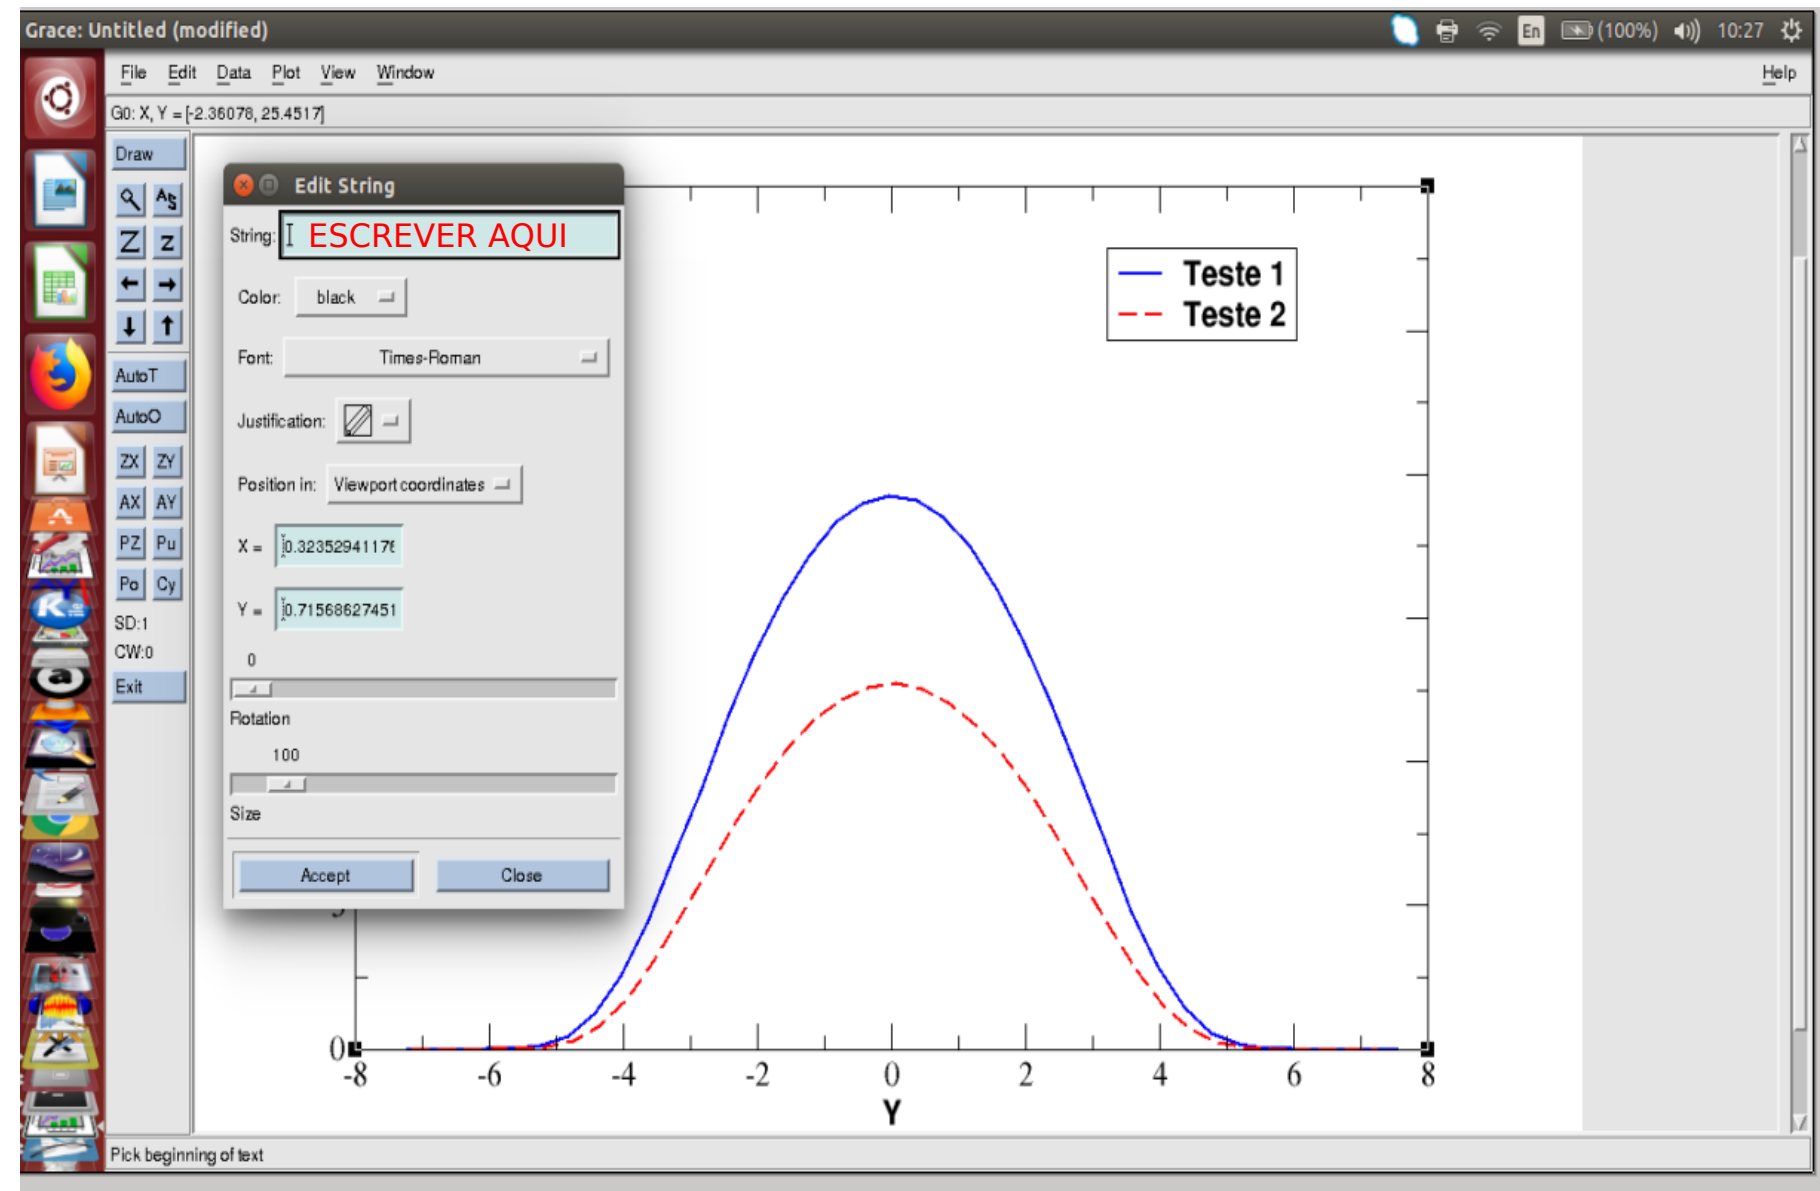 Grace: Untitled (modified)
En (100%) 10:27
File Edit Data Plot View Window Help
G0: X, Y = [-2.36078, 25.4517]
Draw
A S
Z z
AutoT
AutoO
ZX ZY
AX AY
PZ Pu
Po Cy
SD:1
CW:0
Exit
Edit String
String: ESCREVER AQUI
Color: black
Font: Times-Roman
Justification:
Position in: Viewport coordinates
X = 0.32352941176
Y = 0.71568627451
0
Rotation
100
Size
Accept Close
Teste 1
Teste 2
0
-8 -6 -4 -2 0 2 4 6 8
Y
Pick beginning of text